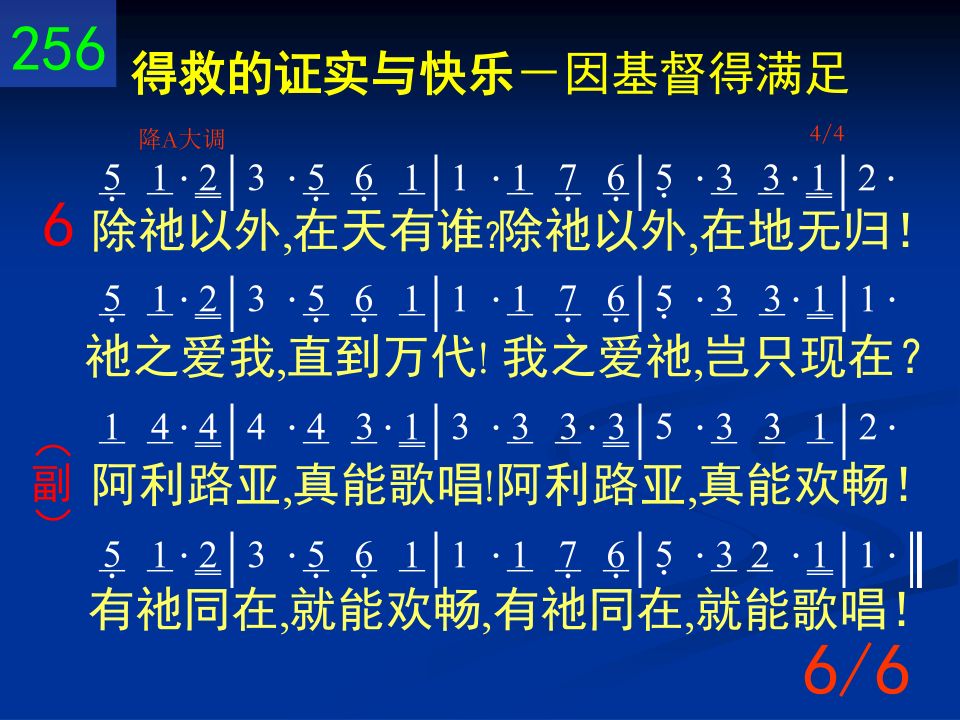 256
得救的证实与快乐－因基督得满足
降A大调 4/4
5 1·2|3 ·5 6 1|1 ·1 7 6|5 ·3 3·1|2·
6 除祂以外,在天有谁?除祂以外,在地无归！
5 1·2|3 ·5 6 1|1 ·1 7 6|5 ·3 3·1|1·
祂之爱我,直到万代! 我之爱祂,岂只现在？
1 4·4|4 ·4 3·1|3 ·3 3·3|5 ·3 3 1|2·
（副） 阿利路亚,真能歌唱!阿利路亚,真能欢畅！
5 1·2|3 ·5 6 1|1 ·1 7 6|5 ·3 2 ·1|1·‖
有祂同在,就能欢畅,有祂同在,就能歌唱！
6/6